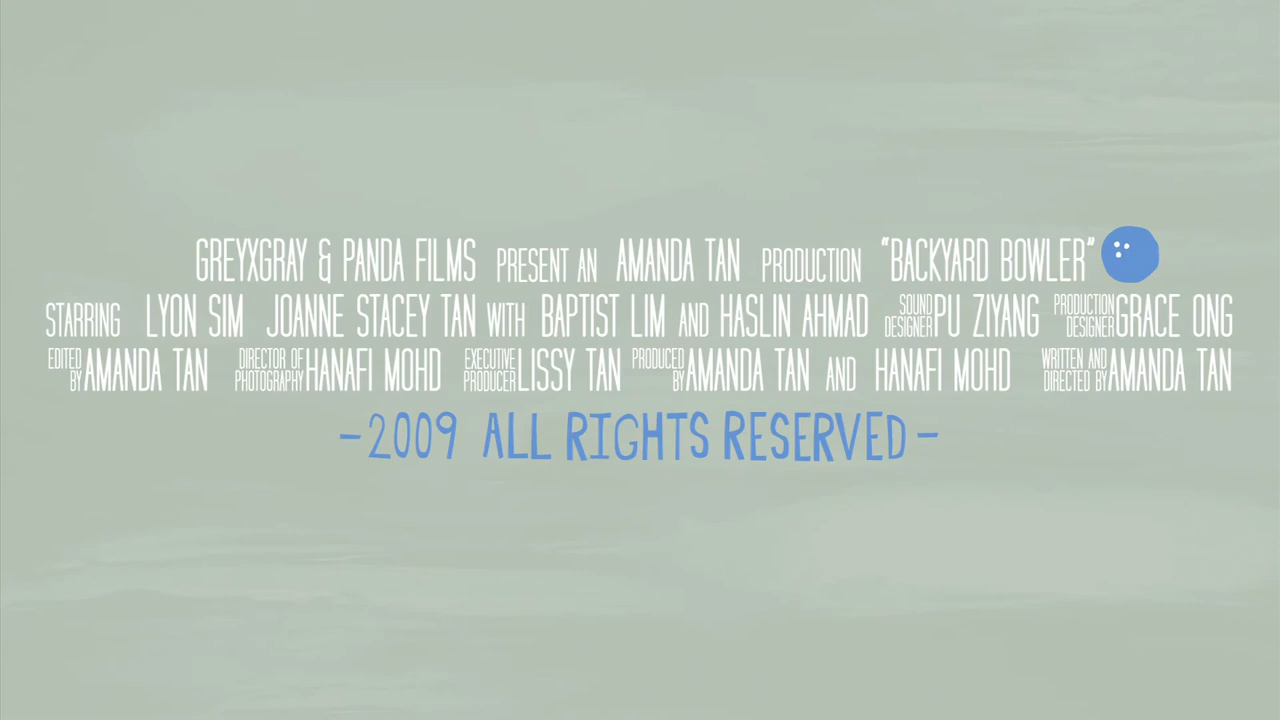 GREYXGRAY & PANDA FILMS PRESENT AN AMANDA TAN PRODUCTION "BACKYARD BOWLER"
STARRING LYON SIM JOANNE STACEY TAN WITH BAPTIST LIM AND HASLIN AHMAD SOUND DESIGNER PU ZIYANG PRODUCTION DESIGNER GRACE ONG
EDITED BY AMANDA TAN DIRECTOR OF PHOTOGRAPHY HANAFI MOHD EXECUTIVE PRODUCER LISSY TAN PRODUCED BY AMANDA TAN AND HANAFI MOHD WRITTEN AND DIRECTED BY AMANDA TAN
-2009 ALL RIGHTS RESERVED-